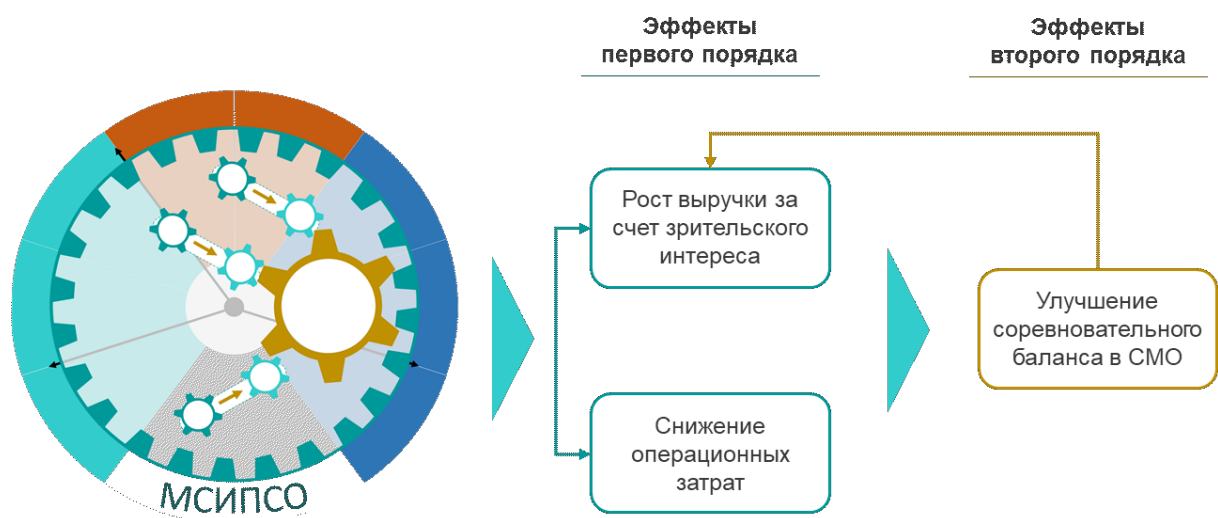 Эффекты
первого порядка
Эффекты
второго порядка
Рост выручки за
счет зрительского
интереса
Улучшение
соревновательного
баланса в СМО
Снижение
операционных
затрат
МСИПСО